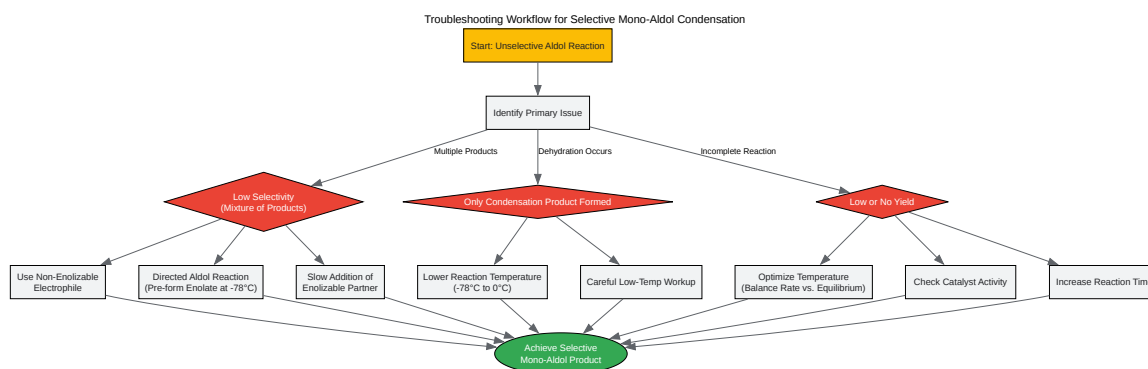 Troubleshooting Workflow for Selective Mono-Aldol Condensation
Start: Unselective Aldol Reaction
Identify Primary Issue
Multiple Products
Dehydration Occurs
Incomplete Reaction
Low Selectivity
(Mixture of Products)
Only Condensation Product Formed
Low or No Yield
Use Non-Enolizable
Electrophile
Directed Aldol Reaction
(Pre-form Enolate at -78°C)
Slow Addition of
Enolizable Partner
Lower Reaction Temperature
(-78°C to 0°C)
Careful Low-Temp Workup
Optimize Temperature
(Balance Rate vs. Equilibrium)
Check Catalyst Activity
Increase Reaction Time
Achieve Selective
Mono-Aldol Product